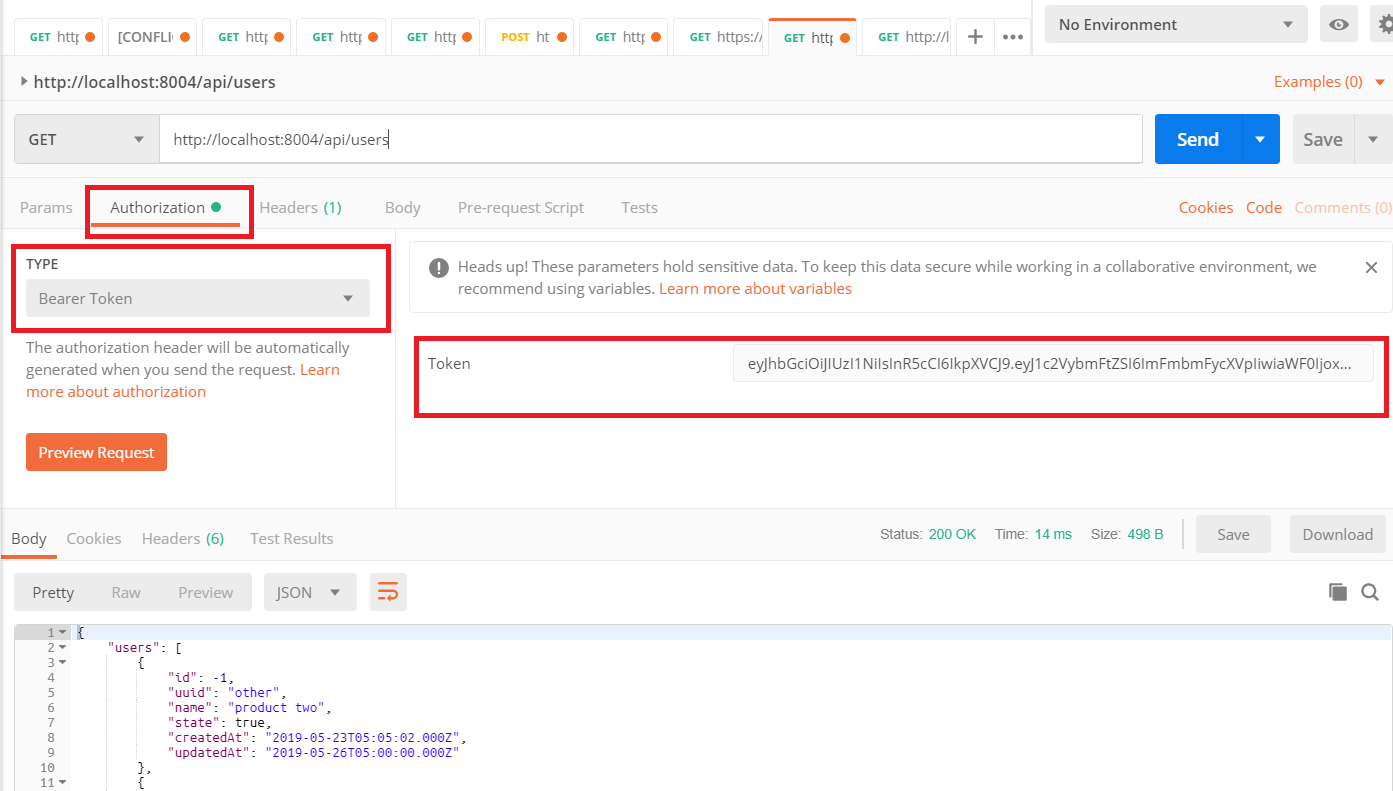 GET http
[CONFLIC
GET http
GET http
GET http
POST ht
GET http
GET https://
GET http
GET http://l
No Environment
http://localhost:8004/api/users
Examples (0)
GET
http://localhost:8004/api/users
Send
Save
Params
Authorization
Headers (1)
Body
Pre-request Script
Tests
Cookies
Code
Comments (0)
TYPE
Bearer Token
The authorization header will be automatically
generated when you send the request. Learn
more about authorization
Preview Request
Heads up! These parameters hold sensitive data. To keep this data secure while working in a collaborative environment, we
recommend using variables. Learn more about variables
Token
eyJhbGciOiJIUzI1NiIsInR5cCI6IkpXVCJ9.eyJ1c2VybmFtZSI6ImFmbmFycXVpIiwiaWF0Ijox...
Body
Cookies
Headers (6)
Test Results
Status: 200 OK
Time: 14 ms
Size: 498 B
Save
Download
Pretty
Raw
Preview
JSON
1 {
2 "users": [
3 {
4 "id": -1,
5 "uuid": "other",
6 "name": "product two",
7 "state": true,
8 "createdAt": "2019-05-23T05:05:02.000Z",
9 "updatedAt": "2019-05-26T05:00:00.000Z"
10 },
11 {